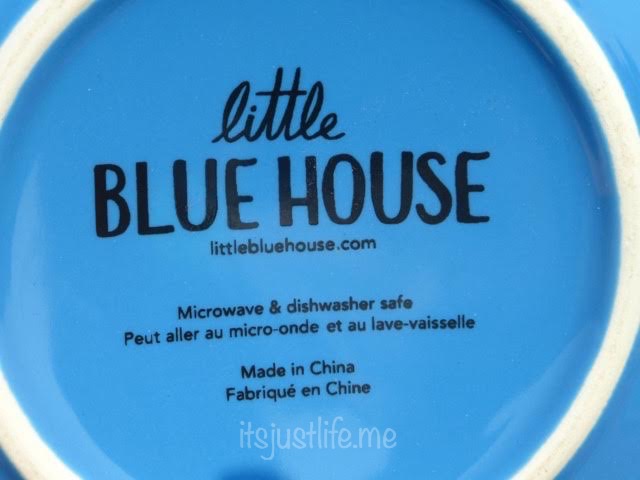 little
BLUE HOUSE
littlebluehouse.com
Microwave & dishwasher safe
Peut aller au micro-onde et au lave-vaisselle
Made in China
Fabriqué en Chine
itsjustlife.me